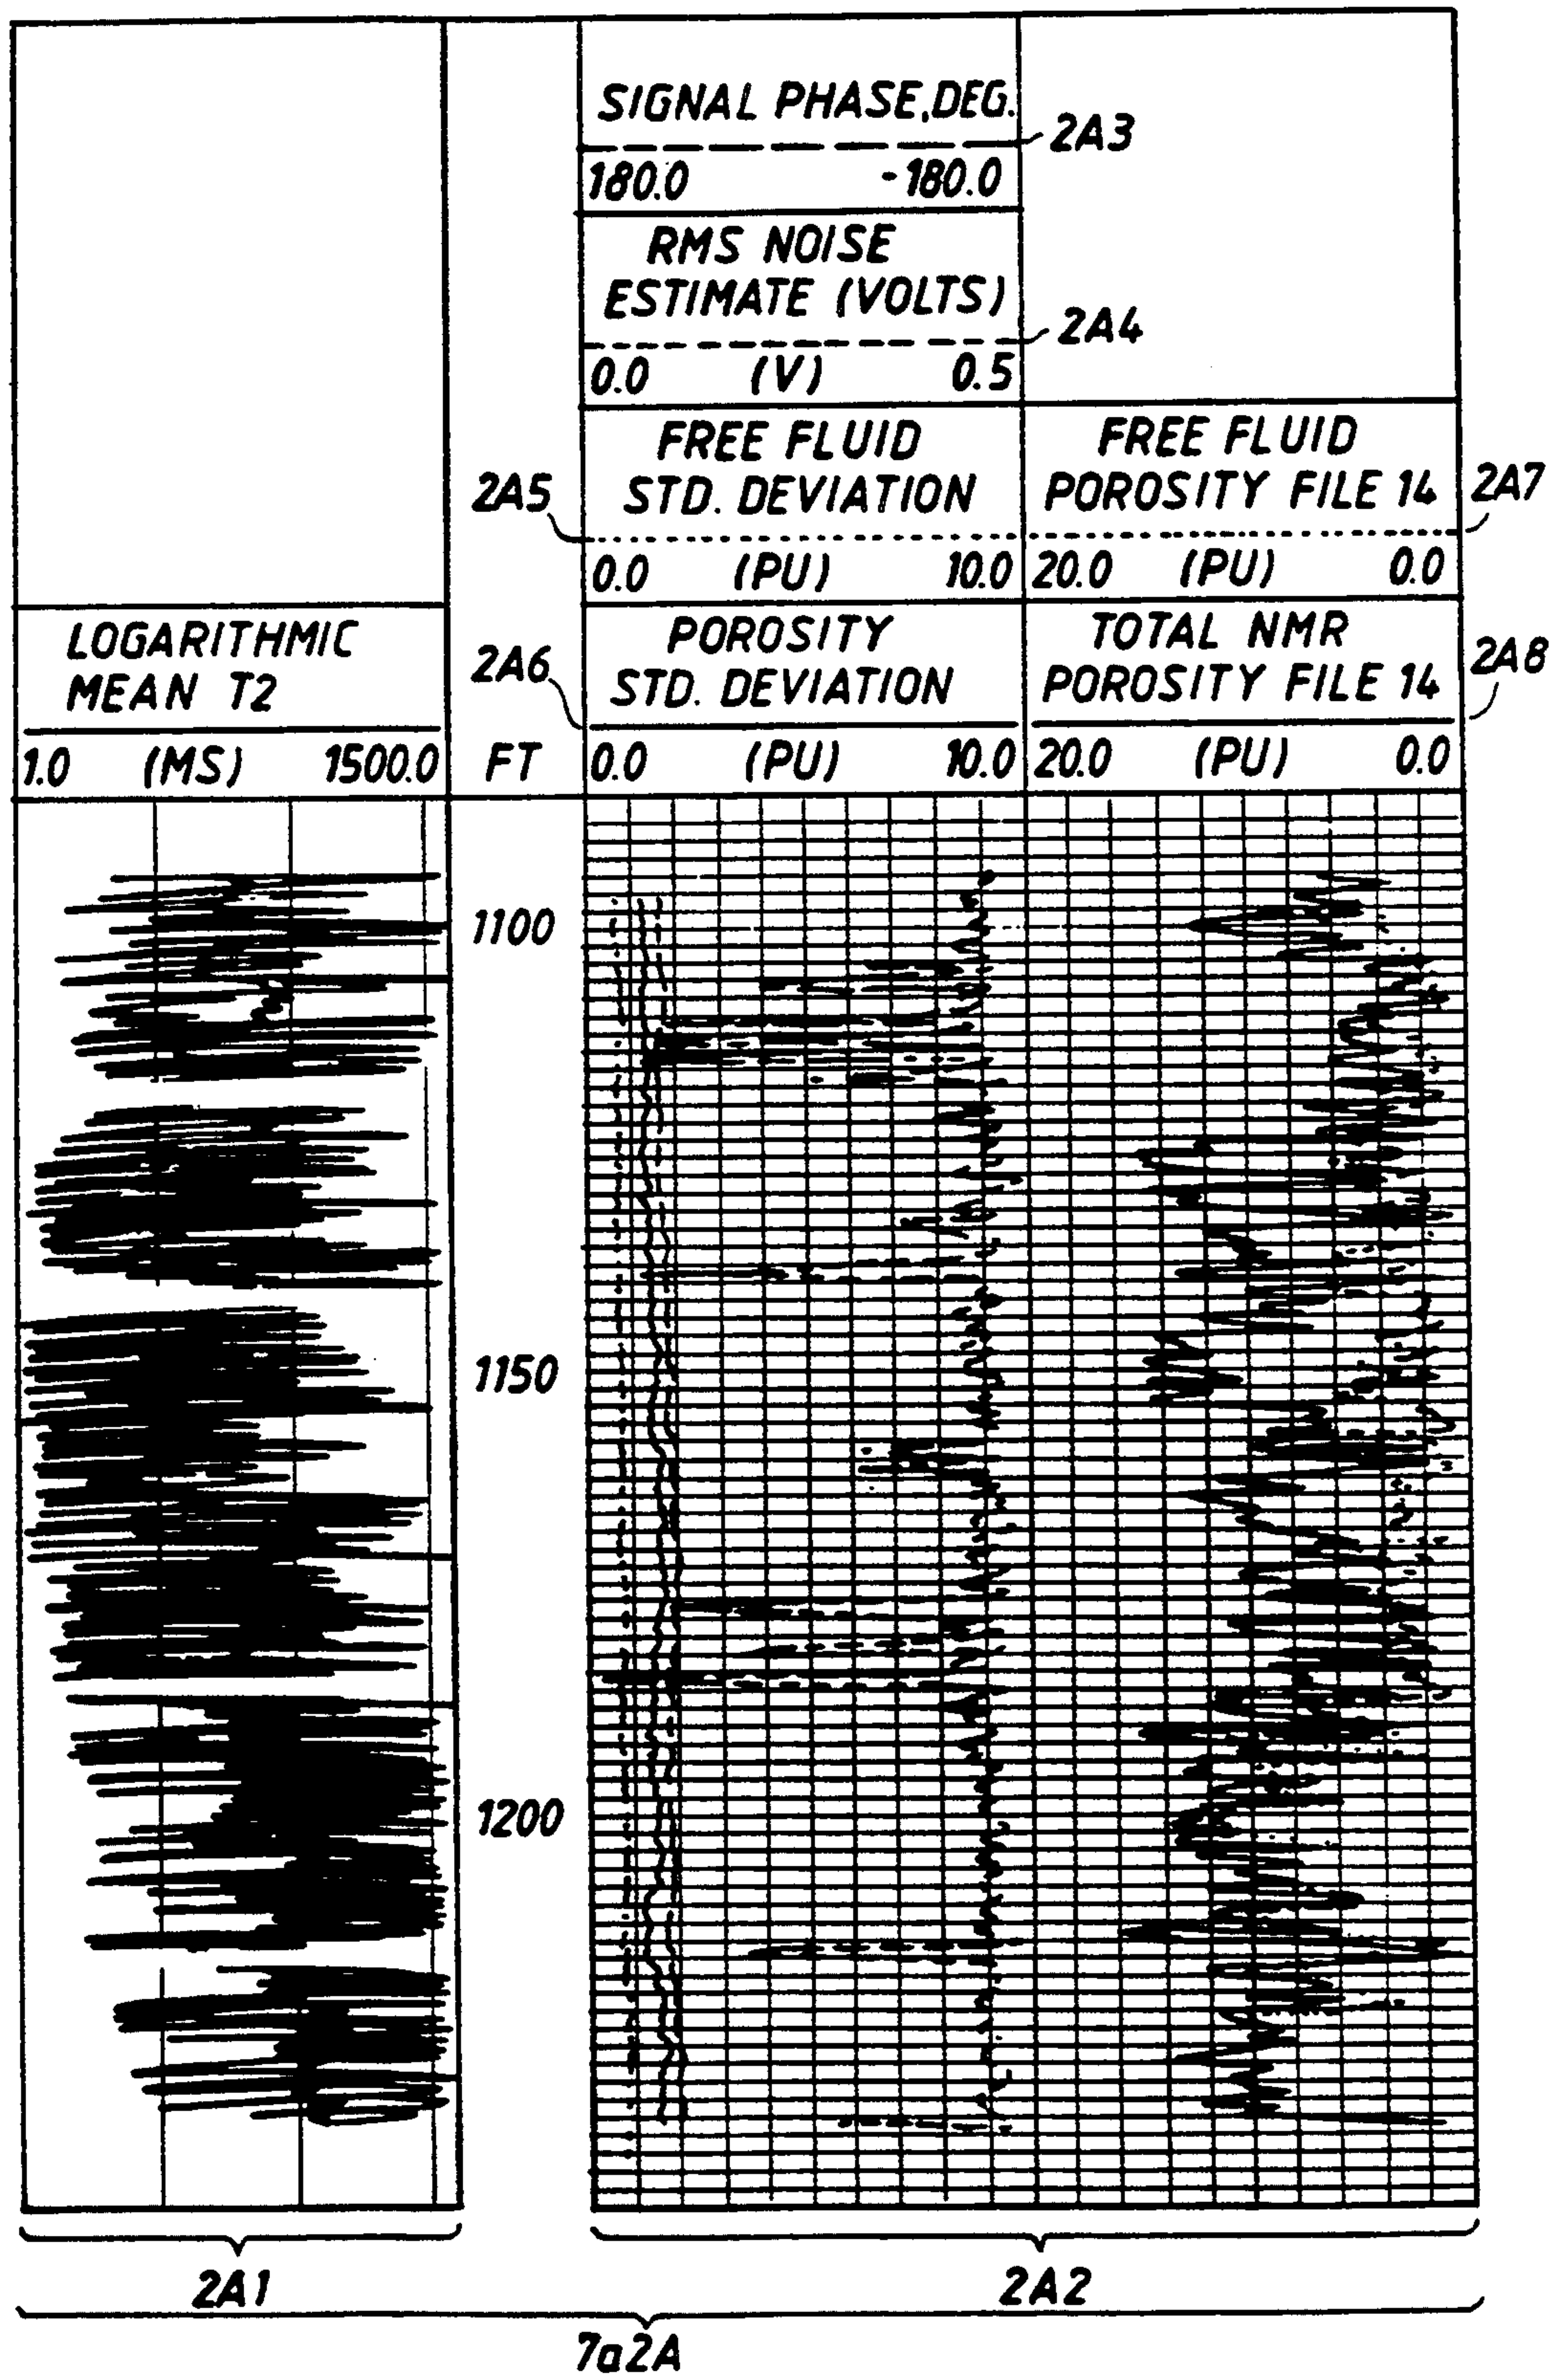 SIGNAL PHASE, DEG.
2A3
180.0 -180.0
RMS NOISE
ESTIMATE (VOLTS)
2A4
0.0 (V) 0.5
FREE FLUID
STD. DEVIATION
2A5
0.0 (PU) 10.0
FREE FLUID
POROSITY FILE 14
2A7
20.0 (PU) 0.0
LOGARITHMIC
MEAN T2
1.0 (MS) 1500.0
FT
POROSITY
STD. DEVIATION
2A6
0.0 (PU) 10.0
TOTAL NMR
POROSITY FILE 14
2A8
20.0 (PU) 0.0
1100
1150
1200
2A1
2A2
7a2A